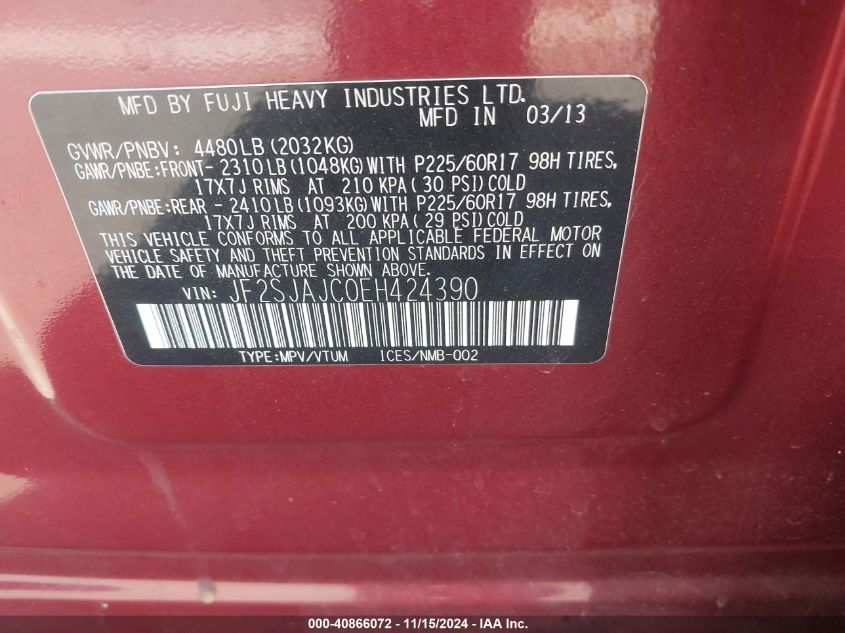 MFD BY FUJI HEAVY INDUSTRIES LTD.
MFD IN 03/13
GVWR/PNBV: 4480LB(2032KG)
GAWR/PNBE:FRONT- 2310LB(1048KG)WITH P225/60R17 98H TIRES,
17X7J RIMS AT 210 KPA(30 PSI)COLD
GAWR/PNBE:REAR - 2410LB(1093KG)WITH P225/60R17 98H TIRES,
17X7J RIMS AT 200 KPA(29 PSI)COLD
THIS VEHICLE CONFORMS TO ALL APPLICABLE FEDERAL MOTOR
VEHICLE SAFETY AND THEFT PREVENTION STANDARDS IN EFFECT ON
THE DATE OF MANUFACTURE SHOWN ABOVE.
VIN: JF2SJAJC0EH424390
TYPE:MPV/VTUM ICES/NMB-002
000-40866072 - 11/15/2024 - IAA Inc.